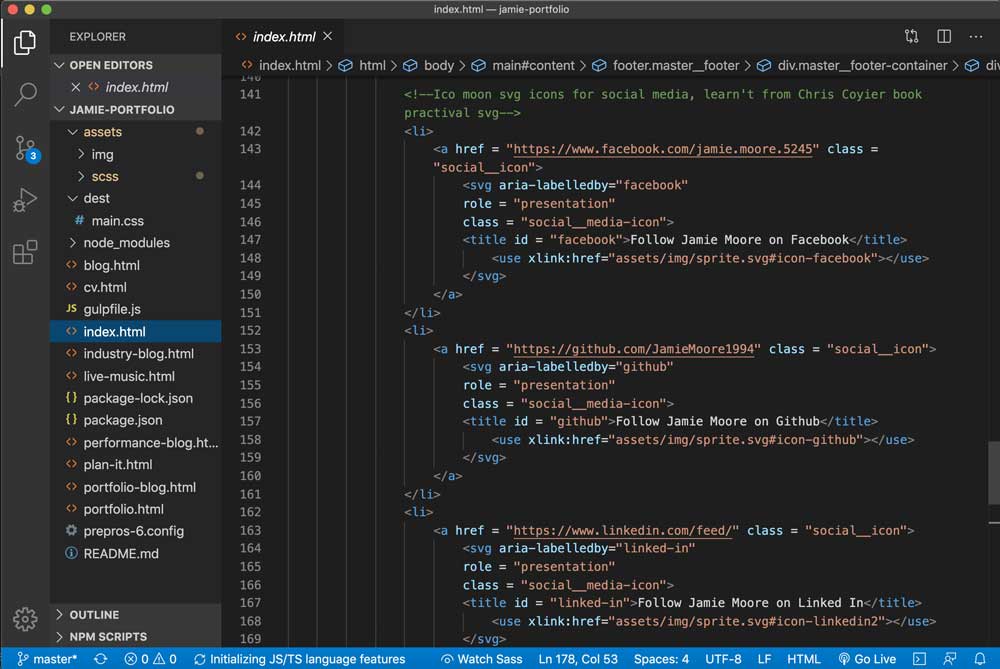 index.html — jamie-portfolio
EXPLORER
OPEN EDITORS
index.html
JAMIE-PORTFOLIO
assets
img
scss
dest
# main.css
node_modules
blog.html
cv.html
JS gulpfile.js
index.html
industry-blog.html
live-music.html
{} package-lock.json
{} package.json
performance-blog.ht...
plan-it.html
portfolio-blog.html
portfolio.html
prepros-6.config
README.md
OUTLINE
NPM SCRIPTS
3
index.html
index.html > html > body > main#content > footer.master__footer > div.master__footer-container > div
140
141 <!--Ico moon svg icons for social media, learn't from Chris Coyier book
practival svg-->
142 <li>
143 <a href = "https://www.facebook.com/jamie.moore.5245" class =
"social__icon">
144 <svg aria-labelledby="facebook"
145 role = "presentation"
146 class = "social__media-icon">
147 <title id = "facebook">Follow Jamie Moore on Facebook</title>
148 <use xlink:href="assets/img/sprite.svg#icon-facebook"></use>
149 </svg>
150 </a>
151 </li>
152 <li>
153 <a href = "https://github.com/JamieMoore1994" class = "social__icon">
154 <svg aria-labelledby="github"
155 role = "presentation"
156 class = "social__media-icon">
157 <title id = "github">Follow Jamie Moore on Github</title>
158 <use xlink:href="assets/img/sprite.svg#icon-github"></use>
159 </svg>
160 </a>
161 </li>
162 <li>
163 <a href = "https://www.linkedin.com/feed/" class = "social__icon">
164 <svg aria-labelledby="linked-in"
165 role = "presentation"
166 class = "social__media-icon">
167 <title id = "linked-in">Follow Jamie Moore on Linked In</title>
168 <use xlink:href="assets/img/sprite.svg#icon-linkedin2"></use>
169 </svg>
master* 0 0 Initializing JS/TS language features Watch Sass Ln 178, Col 53 Spaces: 4 UTF-8 LF HTML Go Live